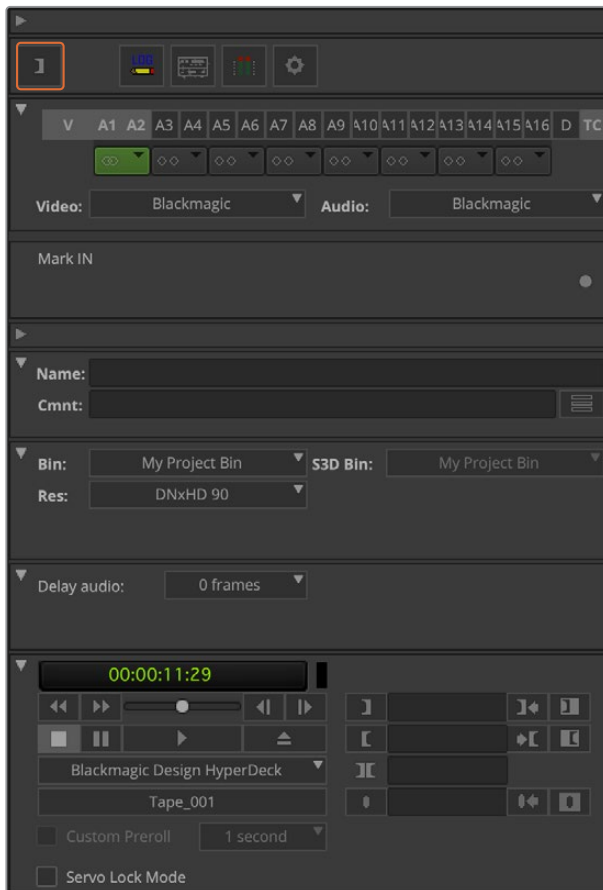 LOG
V A1 A2 A3 A4 A5 A6 A7 A8 A9 A10 A11 A12 A13 A14 A15 A16 D TC
Video: Blackmagic Audio: Blackmagic
Mark IN
Name:
Cmnt:
Bin: My Project Bin S3D Bin: My Project Bin
Res: DNxHD 90
Delay audio: 0 frames
00:00:11:29
Blackmagic Design HyperDeck
Tape_001
Custom Preroll 1 second
Servo Lock Mode